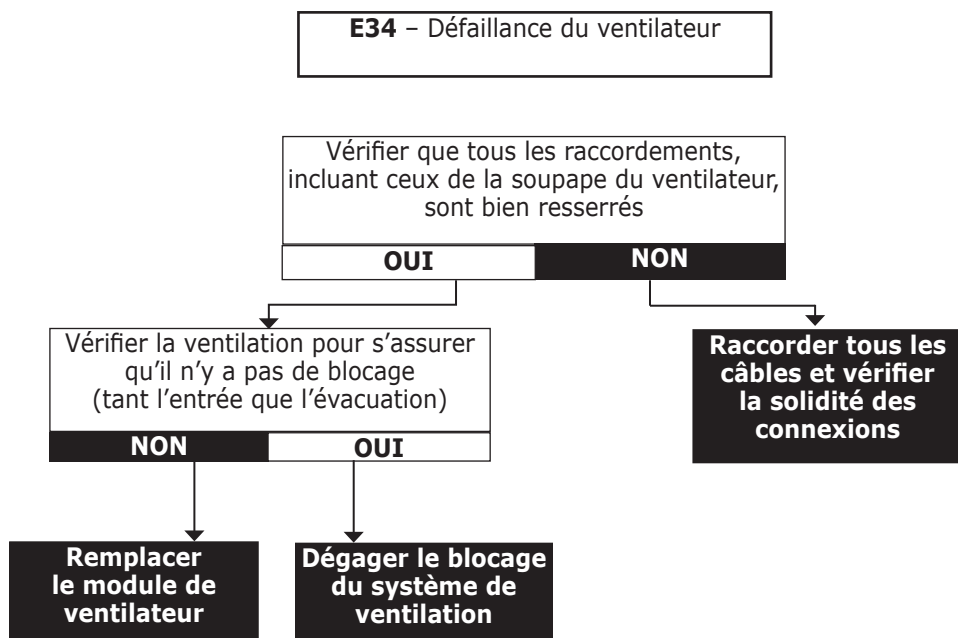 E34 – Défaillance du ventilateur
Vérifier que tous les raccordements,
incluant ceux de la soupape du ventilateur,
sont bien resserrés
OUI
NON
Vérifier la ventilation pour s’assurer
qu’il n’y a pas de blocage
(tant l’entrée que l’évacuation)
NON
OUI
Raccorder tous les
câbles et vérifier
la solidité des
connexions
Remplacer
le module de
ventilateur
Dégager le blocage
du système de
ventilation